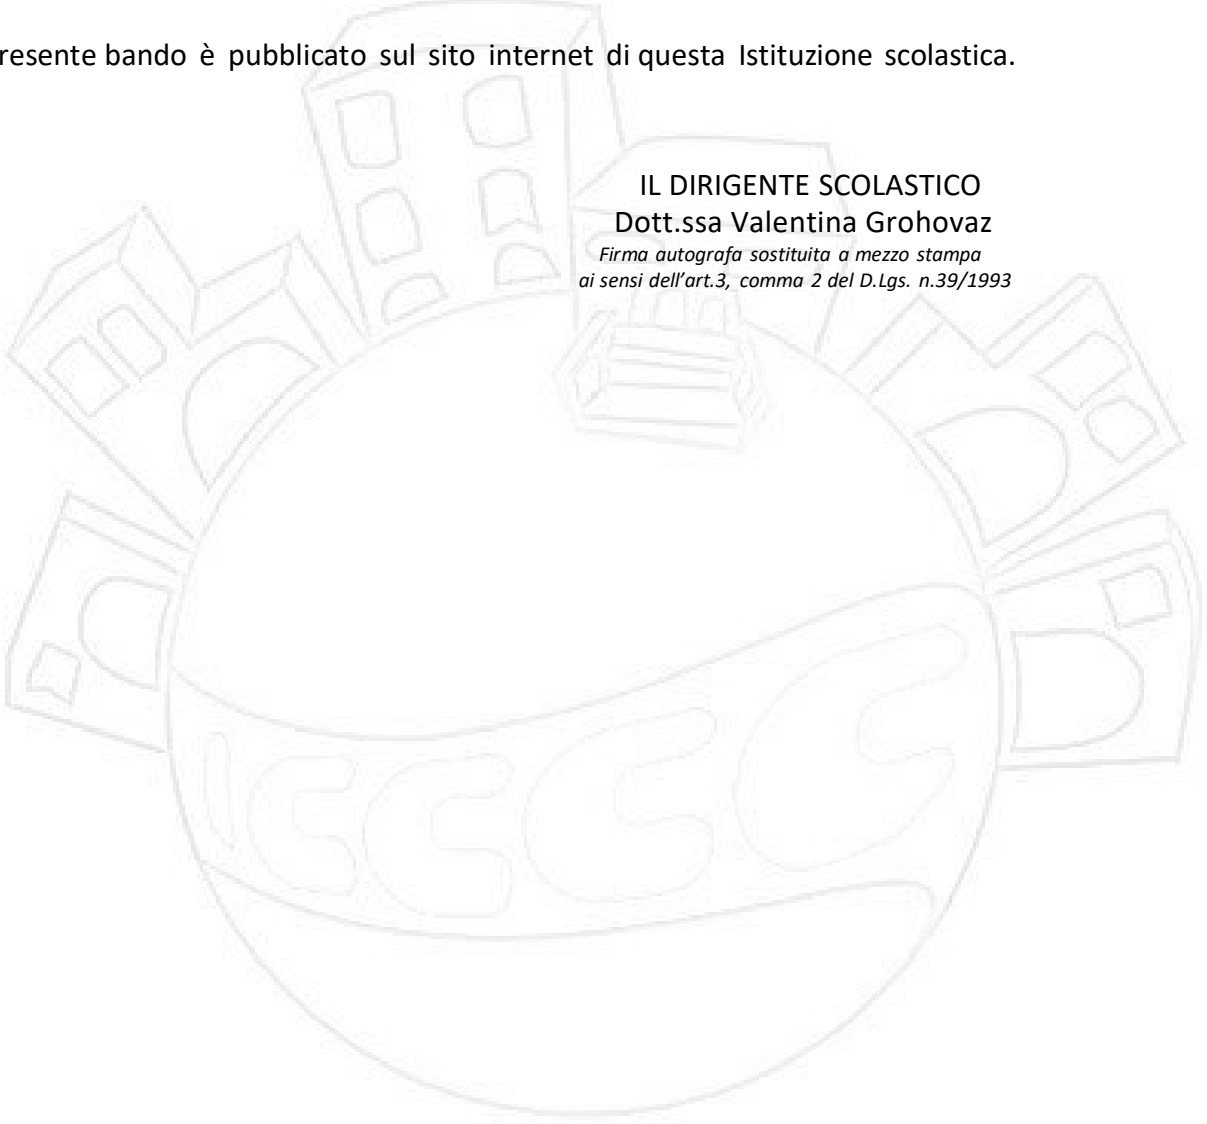 resente bando è pubblicato sul sito internet di questa Istituzione scolastica.
IL DIRIGENTE SCOLASTICO
Dott.ssa Valentina Grohovaz
Firma autografa sostituita a mezzo stampa
ai sensi dell'art.3, comma 2 del D.Lgs. n.39/1993